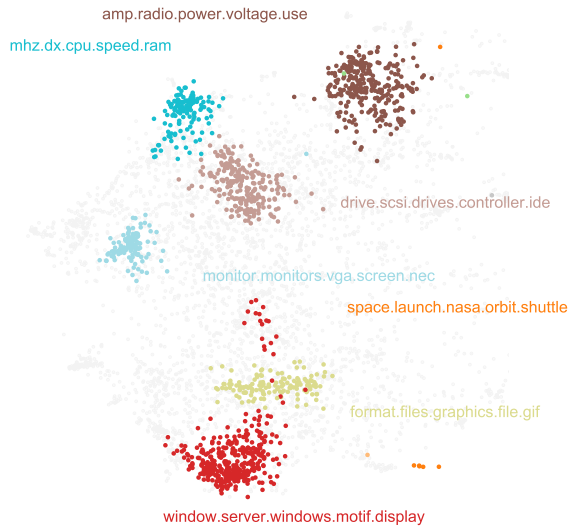 amp.radio.power.voltage.use
mhz.dx.cpu.speed.ram
drive.scsi.drives.controller.ide
monitor.monitors.vga.screen.nec
space.launch.nasa.orbit.shuttle
format.files.graphics.file.gif
window.server.windows.motif.display